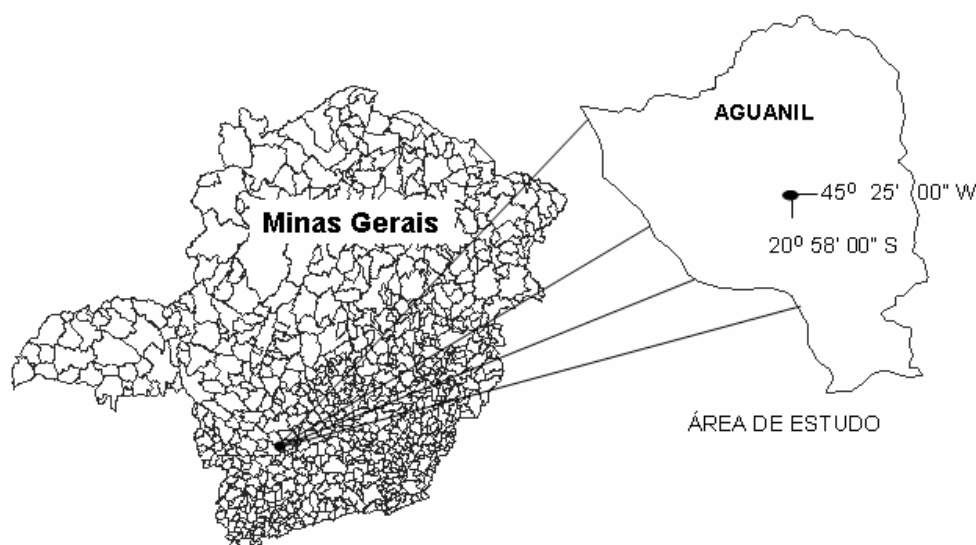 AGUANIL
Minas Gerais
45º 25' 00" W
20º 58' 00" S
ÁREA DE ESTUDO